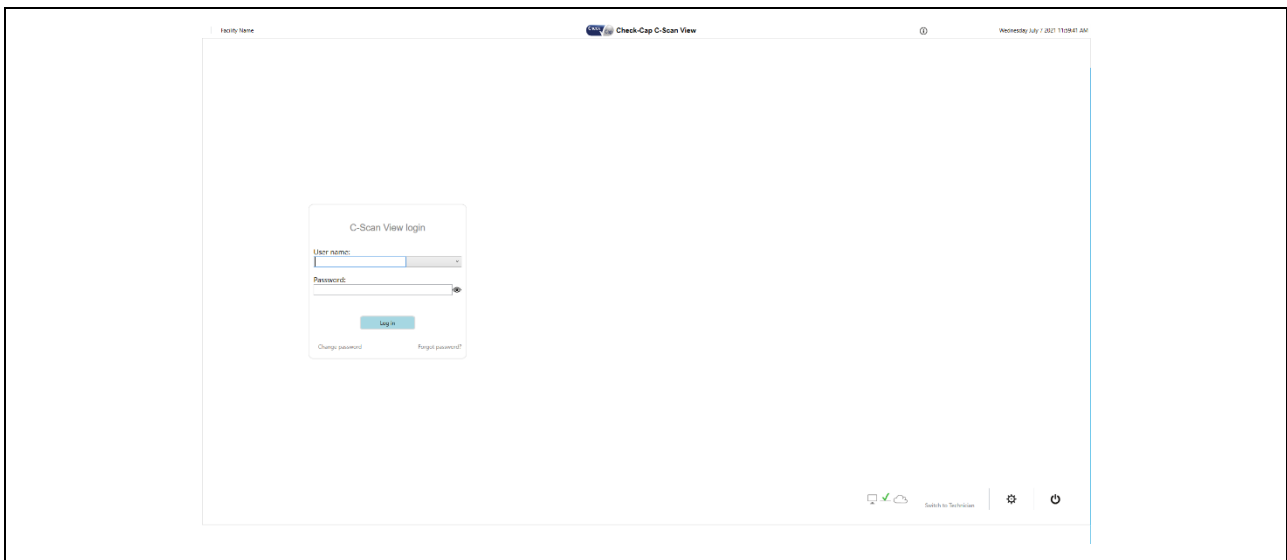 Facility Name
Check-Cap C-Scan View
Wednesday July 7 2021 11:59:41 AM
C-Scan View login
User name:
Password:
Log in
Change password
Forgot password?
Switch to Technician